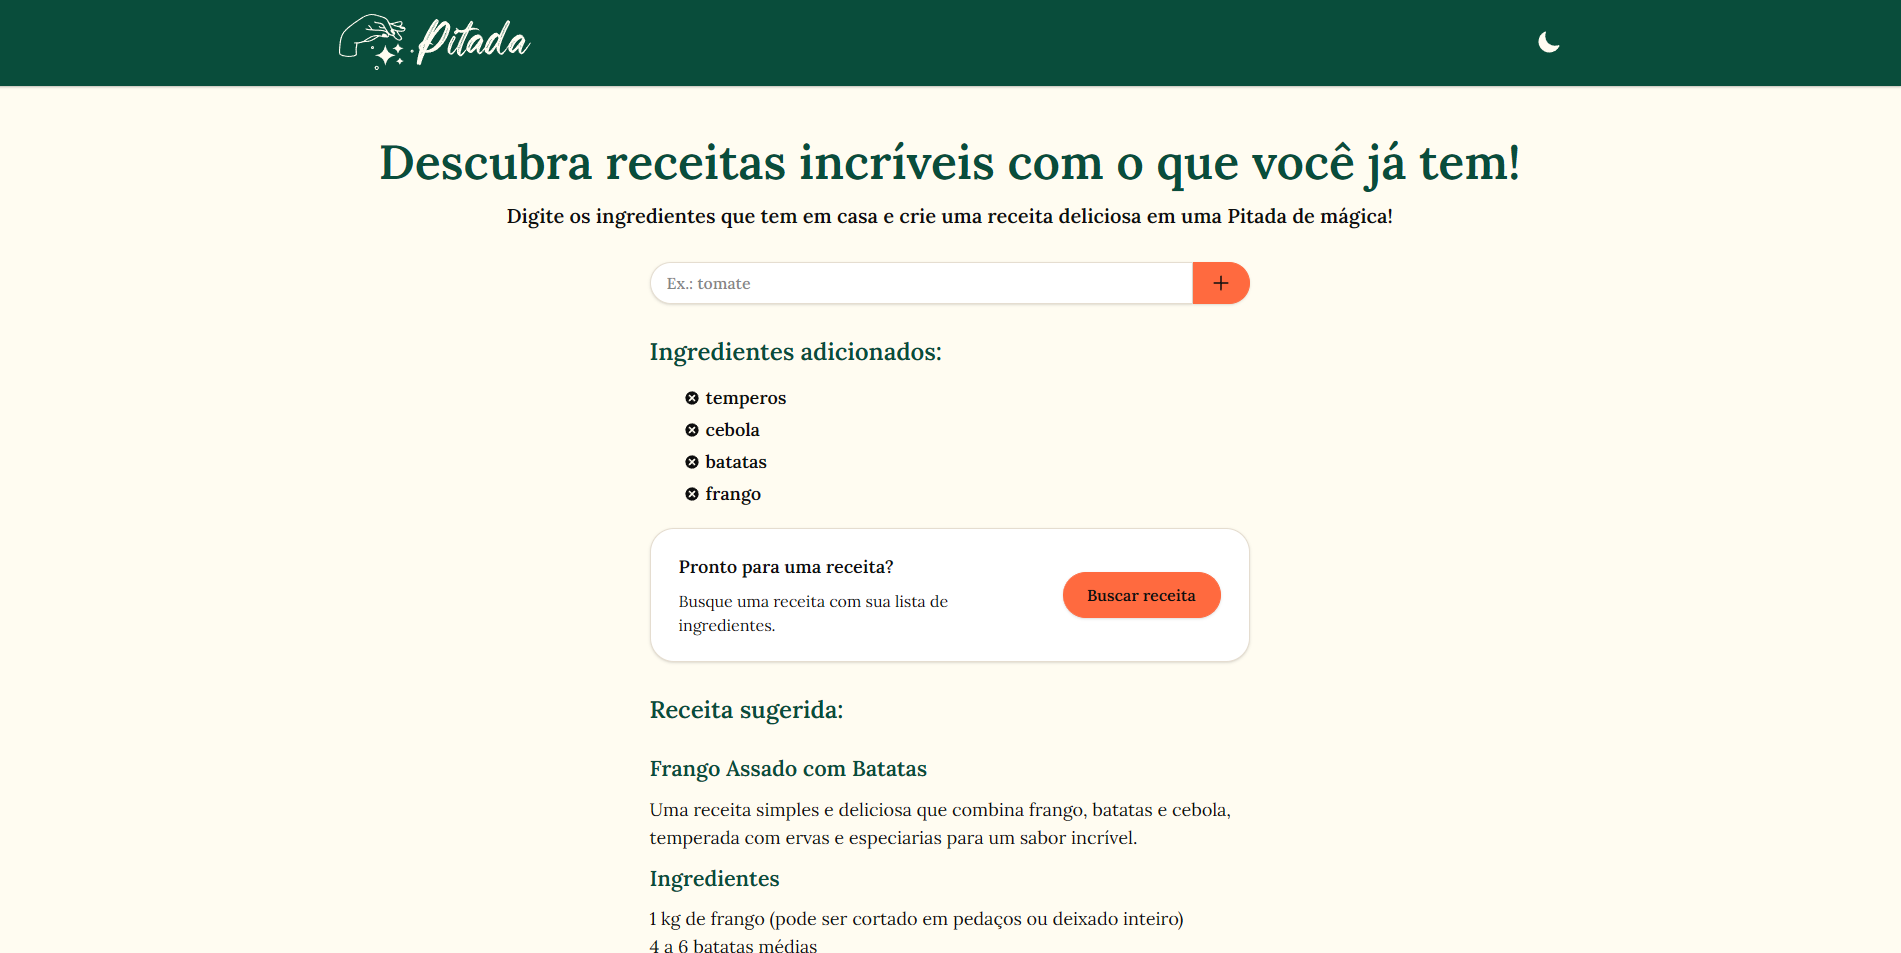 Pitada
Descubra receitas incríveis com o que você já tem!
Digite os ingredientes que tem em casa e crie uma receita deliciosa em uma Pitada de mágica!
Ex.: tomate
Ingredientes adicionados:
temperos
cebola
batatas
frango
Pronto para uma receita?
Busque uma receita com sua lista de
ingredientes.
Buscar receita
Receita sugerida:
Frango Assado com Batatas
Uma receita simples e deliciosa que combina frango, batatas e cebola,
temperada com ervas e especiarias para um sabor incrível.
Ingredientes
1 kg de frango (pode ser cortado em pedaços ou deixado inteiro)
4 a 6 batatas médias